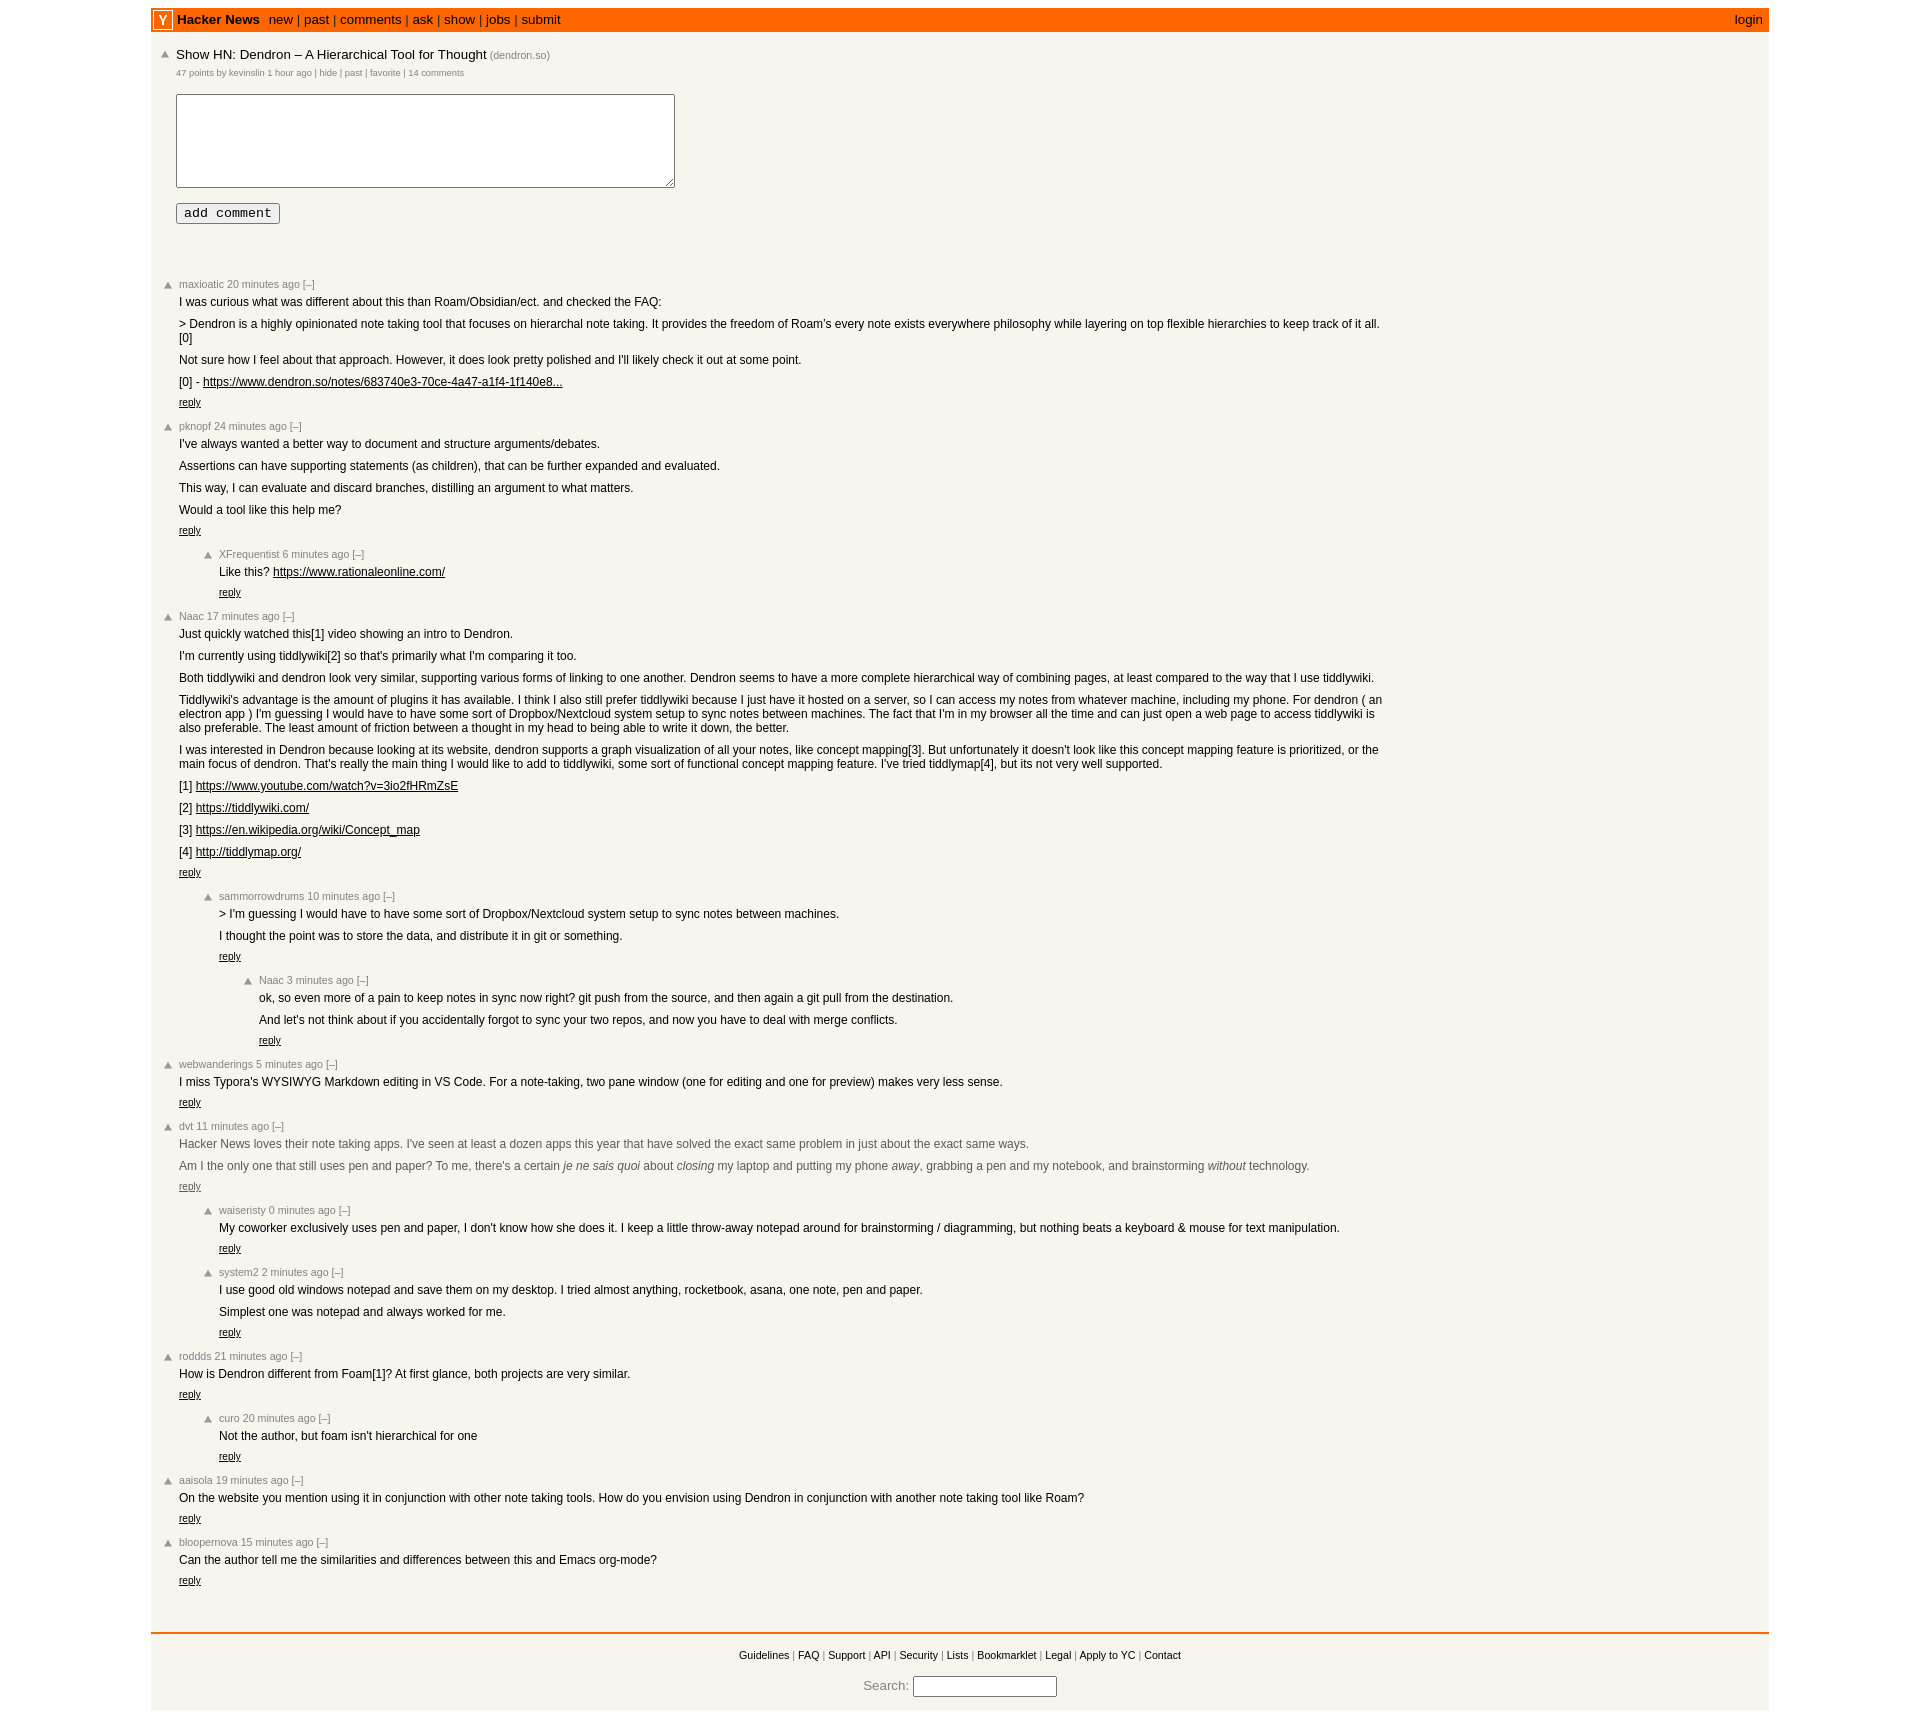 Y Hacker News new | past | comments | ask | show | jobs | submit login
Show HN: Dendron – A Hierarchical Tool for Thought (dendron.so)
47 points by kevinslin 1 hour ago | hide | past | favorite | 14 comments
add comment
maxioatic 20 minutes ago [–]
I was curious what was different about this than Roam/Obsidian/ect. and checked the FAQ:
> Dendron is a highly opinionated note taking tool that focuses on hierarchal note taking. It provides the freedom of Roam's every note exists everywhere philosophy while layering on top flexible hierarchies to keep track of it all.
[0]
Not sure how I feel about that approach. However, it does look pretty polished and I'll likely check it out at some point.
[0] - https://www.dendron.so/notes/683740e3-70ce-4a47-a1f4-1f140e8...
reply
pknopf 24 minutes ago [–]
I've always wanted a better way to document and structure arguments/debates.
Assertions can have supporting statements (as children), that can be further expanded and evaluated.
This way, I can evaluate and discard branches, distilling an argument to what matters.
Would a tool like this help me?
reply
XFrequentist 6 minutes ago [–]
Like this? https://www.rationaleonline.com/
reply
Naac 17 minutes ago [–]
Just quickly watched this[1] video showing an intro to Dendron.
I'm currently using tiddlywiki[2] so that's primarily what I'm comparing it too.
Both tiddlywiki and dendron look very similar, supporting various forms of linking to one another. Dendron seems to have a more complete hierarchical way of combining pages, at least compared to the way that I use tiddlywiki.
Tiddlywiki's advantage is the amount of plugins it has available. I think I also still prefer tiddlywiki because I just have it hosted on a server, so I can access my notes from whatever machine, including my phone. For dendron ( an
electron app ) I'm guessing I would have to have some sort of Dropbox/Nextcloud system setup to sync notes between machines. The fact that I'm in my browser all the time and can just open a web page to access tiddlywiki is
also preferable. The least amount of friction between a thought in my head to being able to write it down, the better.
I was interested in Dendron because looking at its website, dendron supports a graph visualization of all your notes, like concept mapping[3]. But unfortunately it doesn't look like this concept mapping feature is prioritized, or the
main focus of dendron. That's really the main thing I would like to add to tiddlywiki, some sort of functional concept mapping feature. I've tried tiddlymap[4], but its not very well supported.
[1] https://www.youtube.com/watch?v=3io2fHRmZsE
[2] https://tiddlywiki.com/
[3] https://en.wikipedia.org/wiki/Concept_map
[4] http://tiddlymap.org/
reply
sammorrowdrums 10 minutes ago [–]
> I'm guessing I would have to have some sort of Dropbox/Nextcloud system setup to sync notes between machines.
I thought the point was to store the data, and distribute it in git or something.
reply
Naac 3 minutes ago [–]
ok, so even more of a pain to keep notes in sync now right? git push from the source, and then again a git pull from the destination.
And let's not think about if you accidentally forgot to sync your two repos, and now you have to deal with merge conflicts.
reply
webwanderings 5 minutes ago [–]
I miss Typora's WYSIWYG Markdown editing in VS Code. For a note-taking, two pane window (one for editing and one for preview) makes very less sense.
reply
dvt 11 minutes ago [–]
Hacker News loves their note taking apps. I've seen at least a dozen apps this year that have solved the exact same problem in just about the exact same ways.
Am I the only one that still uses pen and paper? To me, there's a certain je ne sais quoi about closing my laptop and putting my phone away, grabbing a pen and my notebook, and brainstorming without technology.
reply
waiseristy 0 minutes ago [–]
My coworker exclusively uses pen and paper, I don't know how she does it. I keep a little throw-away notepad around for brainstorming / diagramming, but nothing beats a keyboard & mouse for text manipulation.
reply
system2 2 minutes ago [–]
I use good old windows notepad and save them on my desktop. I tried almost anything, rocketbook, asana, one note, pen and paper.
Simplest one was notepad and always worked for me.
reply
roddds 21 minutes ago [–]
How is Dendron different from Foam[1]? At first glance, both projects are very similar.
reply
curo 20 minutes ago [–]
Not the author, but foam isn't hierarchical for one
reply
aaisola 19 minutes ago [–]
On the website you mention using it in conjunction with other note taking tools. How do you envision using Dendron in conjunction with another note taking tool like Roam?
reply
bloopernova 15 minutes ago [–]
Can the author tell me the similarities and differences between this and Emacs org-mode?
reply
Guidelines | FAQ | Support | API | Security | Lists | Bookmarklet | Legal | Apply to YC | Contact
Search: